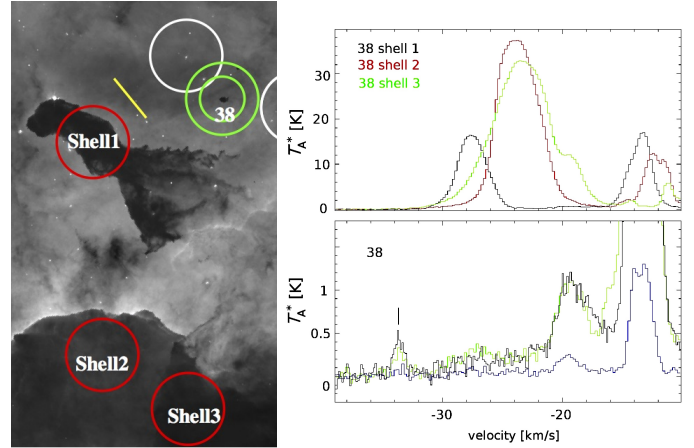 Shell1
38
Shell2
Shell3
38 shell 1
38 shell 2
38 shell 3
T*A [K]
30
20
10
0
38
T*A [K]
1
0.5
0
-30
-20
velocity [km/s]